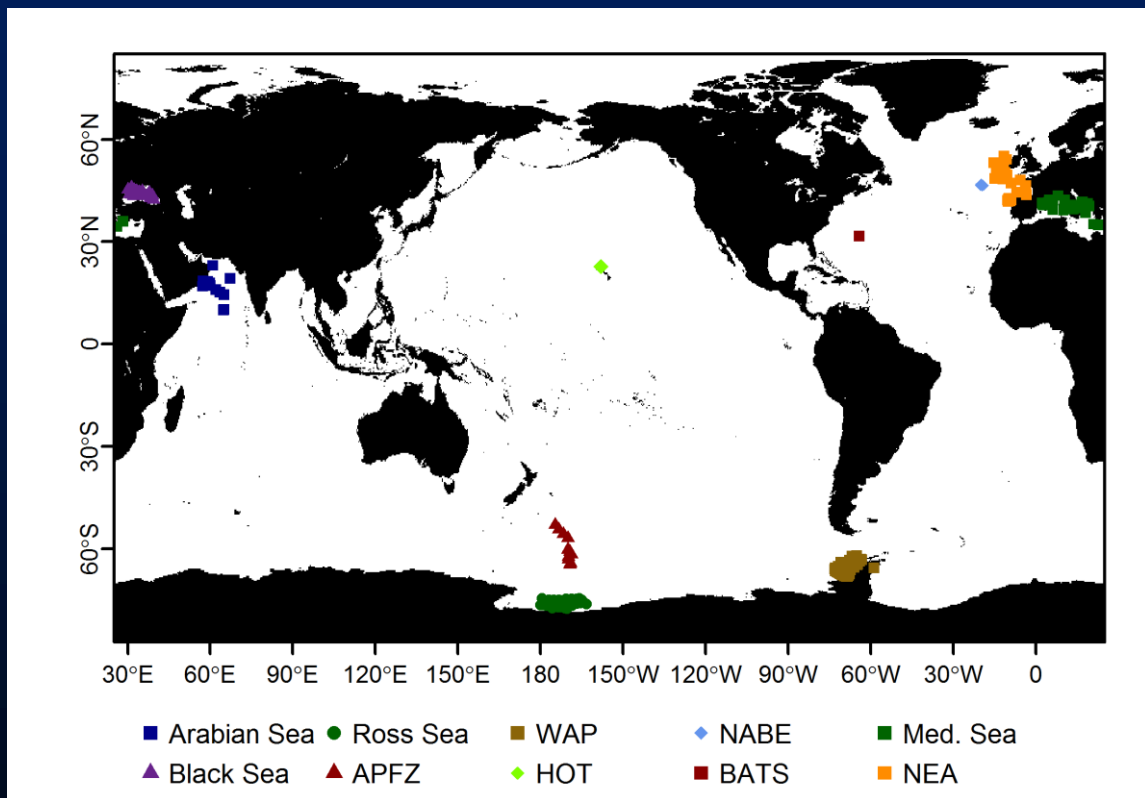 60°N
30°N
0
30°S
60°S
30°E 60°E 90°E 120°E 150°E 180 150°W 120°W 90°W 60°W 30°W 0
Arabian Sea Ross Sea WAP NABE Med. Sea
Black Sea APFZ HOT BATS NEA